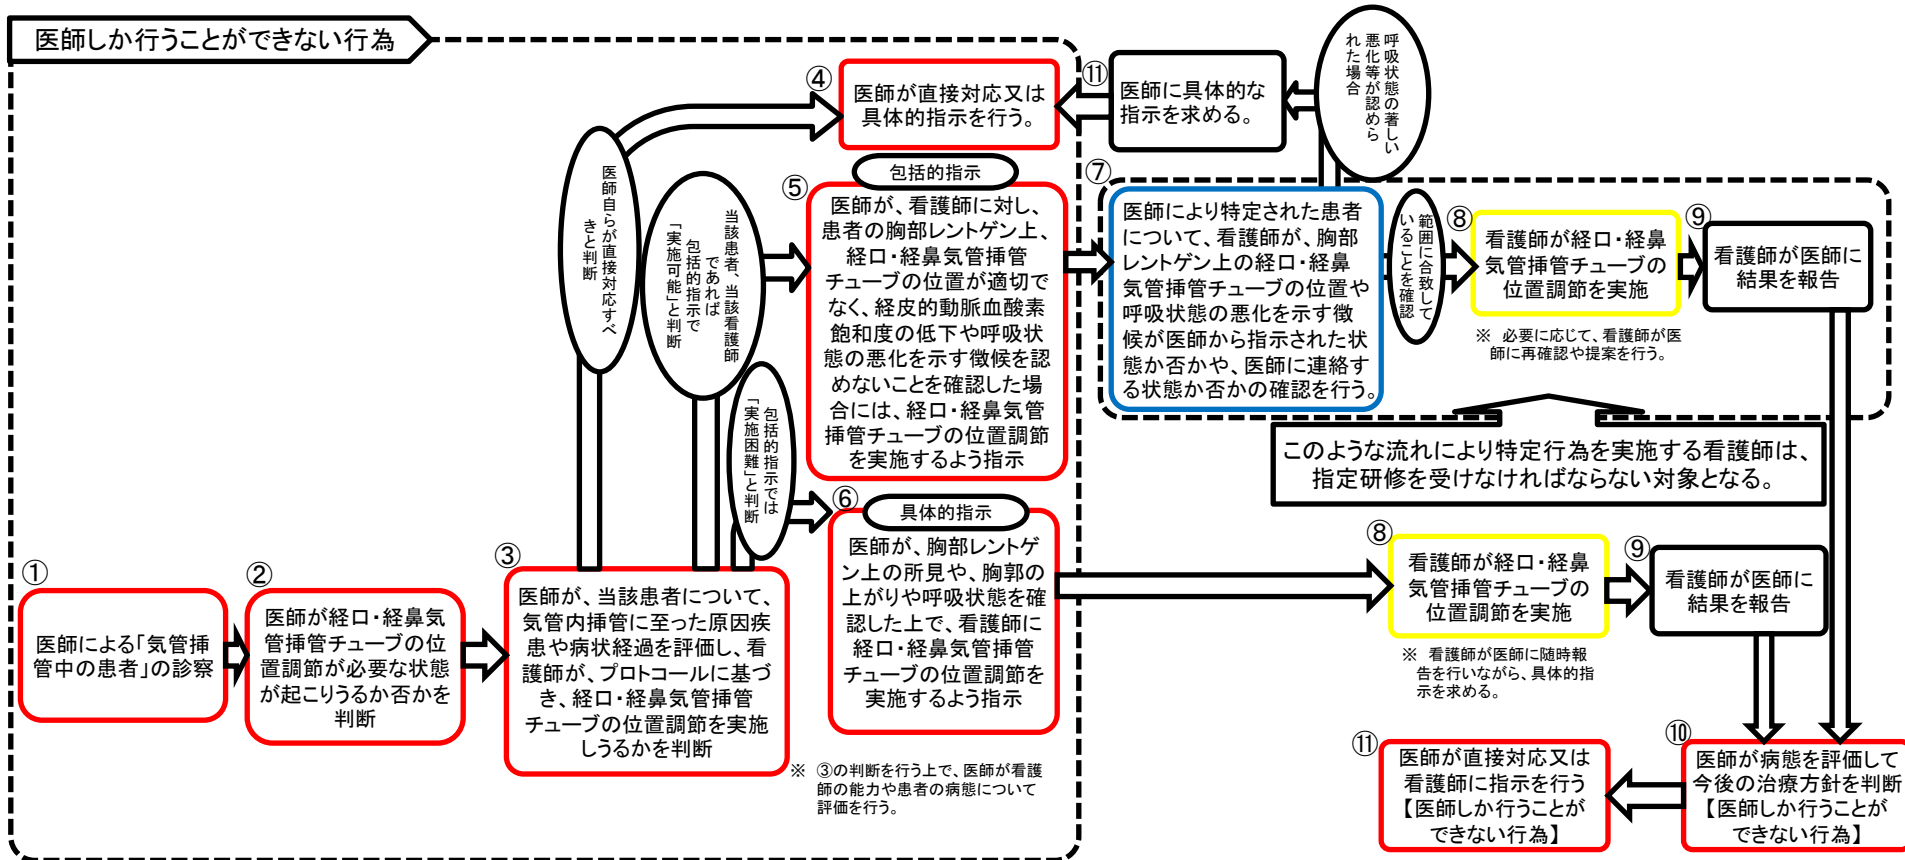 医師しか行うことができない行為
①
医師による「気管挿
管中の患者」の診察
②
医師が経口・経鼻気
管挿管チューブの位
置調節が必要な状態
が起こりうるか否かを
判断
③
医師が、当該患者について、
気管内挿管に至った原因疾
患や病状経過を評価し、看
護師が、プロトコールに基づ
き、経口・経鼻気管挿管
チューブの位置調節を実施
しうるかを判断
※ ③の判断を行う上で、医師が看護
師の能力や患者の病態について
評価を行う。
医師自らが直接対応すべ
きと判断
当該患者、当該看護師
であれば
包括的指示で
「実施可能」と判断
包括的指示では
「実施困難」と判断
④
医師が直接対応又は
具体的指示を行う。
⑤
包括的指示
医師が、看護師に対し、
患者の胸部レントゲン上、
経口・経鼻気管挿管
チューブの位置が適切で
なく、経皮的動脈血酸素
飽和度の低下や呼吸状
態の悪化を示す徴候を認
めないことを確認した場
合には、経口・経鼻気管
挿管チューブの位置調節
を実施するよう指示
⑥
具体的指示
医師が、胸部レントゲ
ン上の所見や、胸郭の
上がりや呼吸状態を確
認した上で、看護師に
経口・経鼻気管挿管
チューブの位置調節を
実施するよう指示
⑪
医師に具体的な
指示を求める。
呼吸状態の著しい
悪化等が認めら
れた場合
⑦
医師により特定された患者
について、看護師が、胸部
レントゲン上の経口・経鼻
気管挿管チューブの位置や
呼吸状態の悪化を示す徴
候が医師から指示された状
態か否かや、医師に連絡す
る状態か否かの確認を行う。
範囲に合致して
いることを確認
⑧
看護師が経口・経鼻
気管挿管チューブの
位置調節を実施
※ 必要に応じて、看護師が医
師に再確認や提案を行う。
⑨
看護師が医師に
結果を報告
このような流れにより特定行為を実施する看護師は、
指定研修を受けなければならない対象となる。
⑧
看護師が経口・経鼻
気管挿管チューブの
位置調節を実施
※ 看護師が医師に随時報
告を行いながら、具体的指
示を求める。
⑨
看護師が医師に
結果を報告
⑩
医師が病態を評価して
今後の治療方針を判断
【医師しか行うことが
できない行為】
⑪
医師が直接対応又は
看護師に指示を行う
【医師しか行うことが
できない行為】